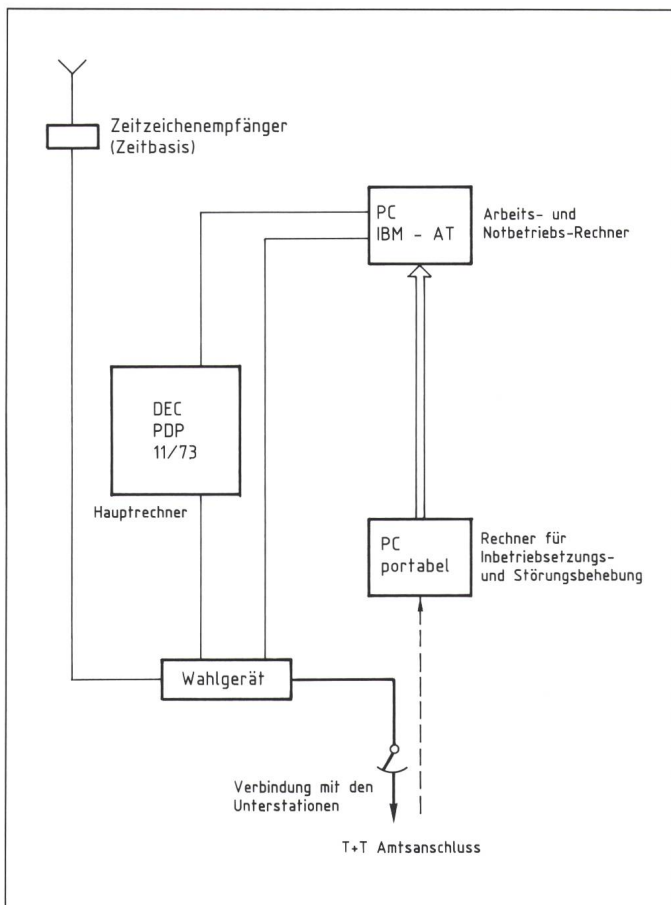 Zeitzeichenempfänger
(Zeitbasis)
PC
IBM - AT
Arbeits- und
Notbetriebs-Rechner
DEC
PDP
11/73
Hauptrechner
PC
portabel
Rechner für
Inbetriebsetzungs-
und Störungsbehebung
Wahlgerät
Verbindung mit den
Unterstationen
T+T Amtsanschluss